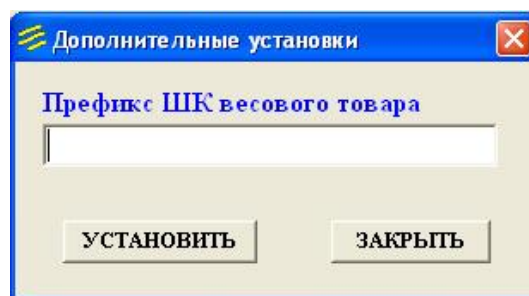 Дополнительные установки
Префикс ШК весового товара
УСТАНОВИТЬ
ЗАКРЫТЬ